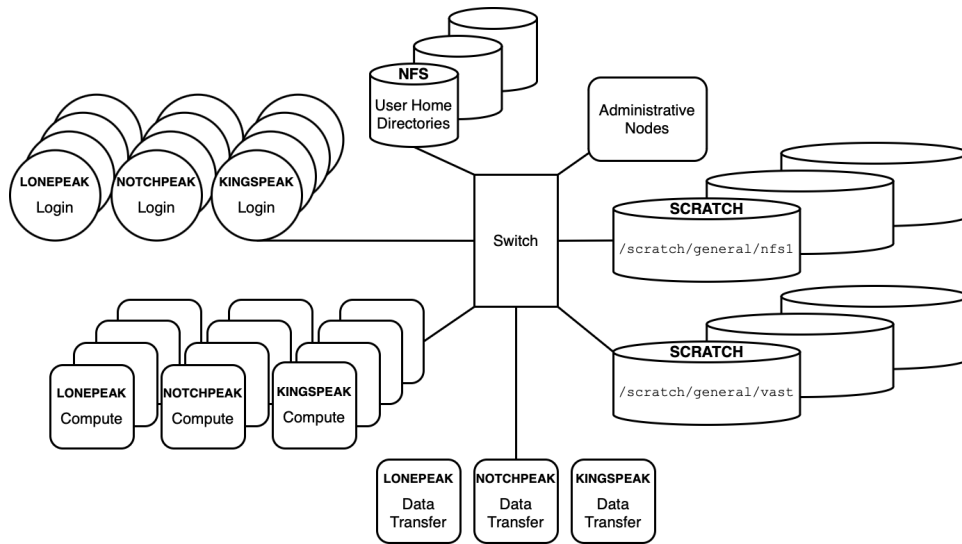 NFS
User Home
Directories
Administrative
Nodes
LONEPEAK
Login
NOTCHPEAK
Login
KINGSPEAK
Login
Switch
SCRATCH
/scratch/general/nfs1
SCRATCH
/scratch/general/vast
LONEPEAK
Compute
NOTCHPEAK
Compute
KINGSPEAK
Compute
LONEPEAK
Data
Transfer
NOTCHPEAK
Data
Transfer
KINGSPEAK
Data
Transfer